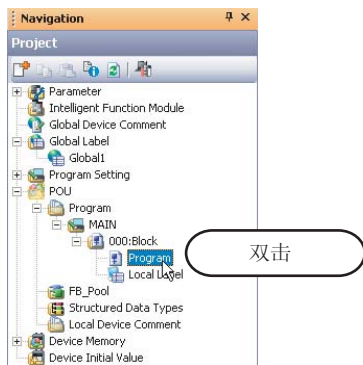 Navigation
Project
Parameter
Intelligent Function Module
Global Device Comment
Global Label
Global1
Program Setting
POU
Program
MAIN
000:Block
Program
双击
Local Label
FB_Pool
Structured Data Types
Local Device Comment
Device Memory
Device Initial Value